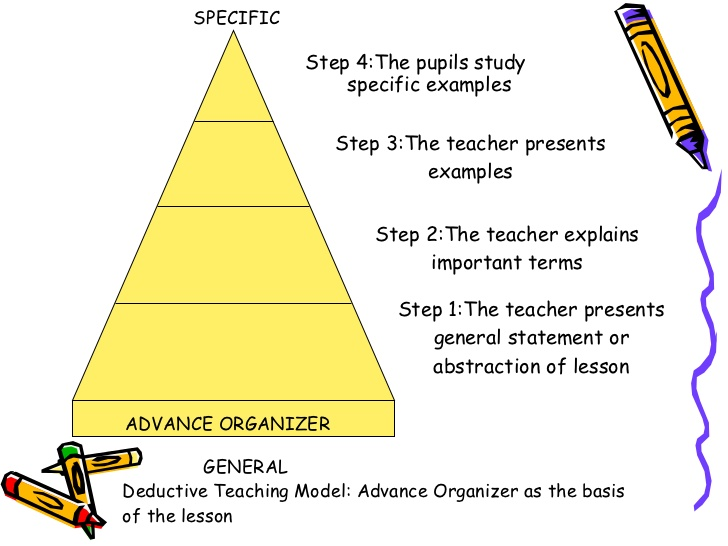 SPECIFIC
Step 4:The pupils study
specific examples
Step 3:The teacher presents
examples
Step 2:The teacher explains
important terms
Step 1:The teacher presents
general statement or
abstraction of lesson
ADVANCE ORGANIZER
GENERAL
Deductive Teaching Model: Advance Organizer as the basis
of the lesson